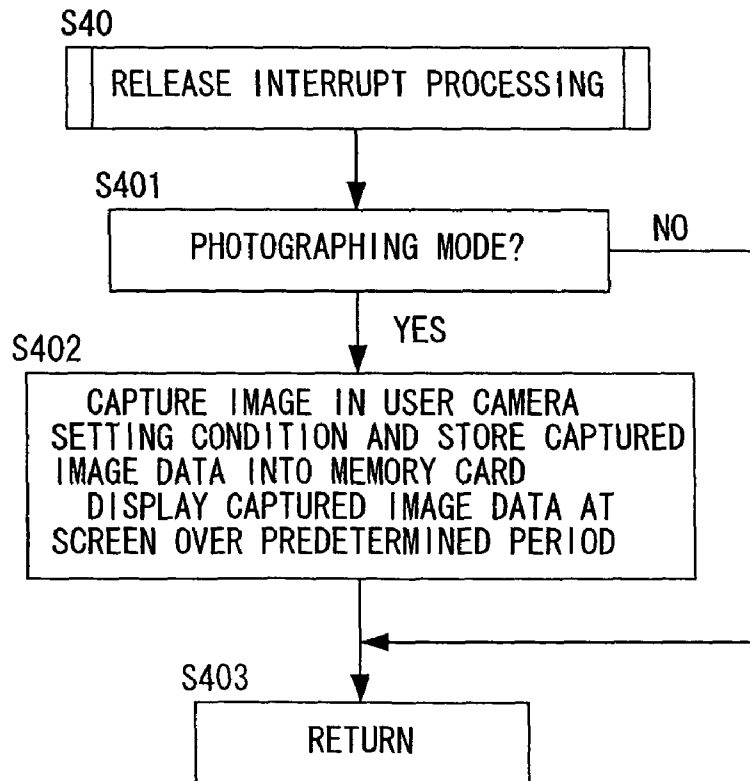 S40
RELEASE INTERRUPT PROCESSING
S401
PHOTOGRAPHING MODE?
NO
YES
S402
CAPTURE IMAGE IN USER CAMERA
SETTING CONDITION AND STORE CAPTURED
IMAGE DATA INTO MEMORY CARD
DISPLAY CAPTURED IMAGE DATA AT
SCREEN OVER PREDETERMINED PERIOD
S403
RETURN